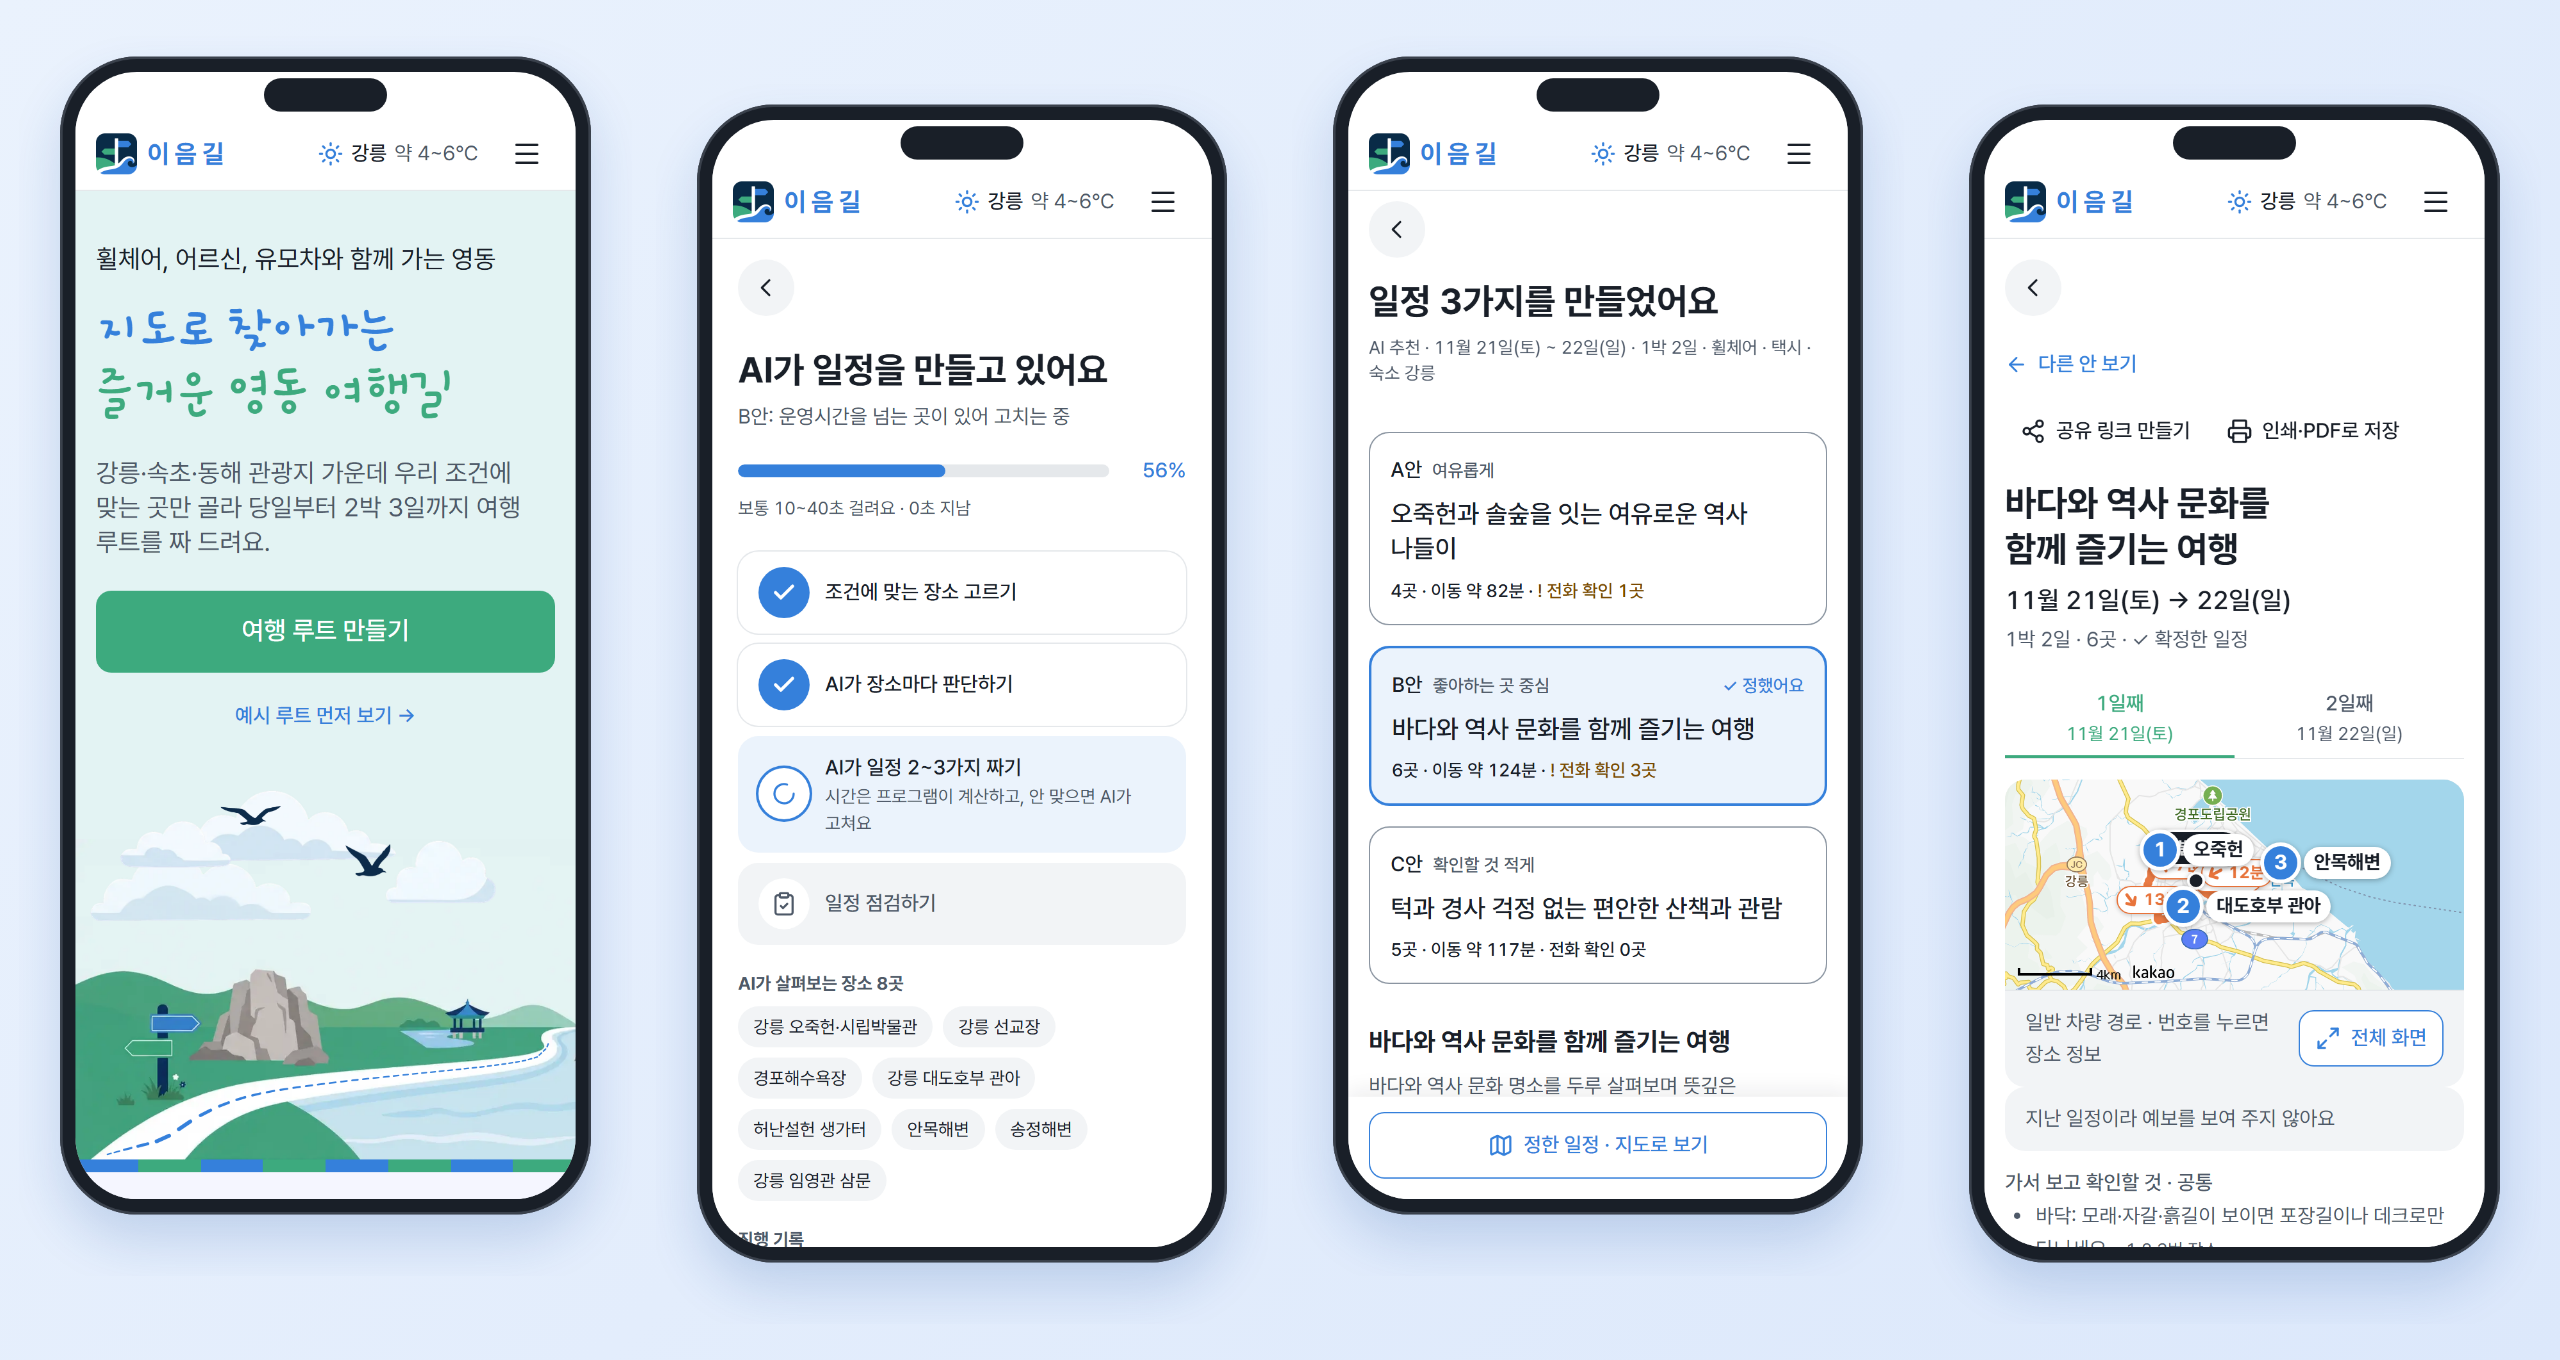 이음길
강릉 약 4~6°C
휠체어, 어르신, 유모차와 함께 가는 영동
지도로 찾아가는
즐거운 영동 여행길
강릉·속초·동해 관광지 가운데 우리 조건에
맞는 곳만 골라 당일부터 2박 3일까지 여행
루트를 짜 드려요.
여행 루트 만들기
예시 루트 먼저 보기 →
이음길
강릉 약 4~6°C
AI가 일정을 만들고 있어요
B안: 운영시간을 넘는 곳이 있어 고치는 중
56%
보통 10~40초 걸려요 · 0초 지남
조건에 맞는 장소 고르기
AI가 장소마다 판단하기
AI가 일정 2~3가지 짜기
시간은 프로그램이 계산하고, 안 맞으면 AI가
고쳐요
일정 점검하기
AI가 살펴보는 장소 8곳
강릉 오죽헌·시립박물관
강릉 선교장
경포해수욕장
강릉 대도호부 관아
허난설헌 생가터
안목해변
송정해변
강릉 임영관 삼문
진행 기록
이음길
강릉 약 4~6°C
일정 3가지를 만들었어요
AI 추천 · 11월 21일(토) ~ 22일(일) · 1박 2일 · 휠체어 · 택시 ·
숙소 강릉
A안 여유롭게
오죽헌과 솔숲을 잇는 여유로운 역사
나들이
4곳 · 이동 약 82분 · ! 전화 확인 1곳
B안 좋아하는 곳 중심
✓ 정했어요
바다와 역사 문화를 함께 즐기는 여행
6곳 · 이동 약 124분 · ! 전화 확인 3곳
C안 확인할 것 적게
턱과 경사 걱정 없는 편안한 산책과 관람
5곳 · 이동 약 117분 · 전화 확인 0곳
바다와 역사 문화를 함께 즐기는 여행
바다와 역사 문화 명소를 두루 살펴보며 뜻깊은
정한 일정 · 지도로 보기
이음길
강릉 약 4~6°C
← 다른 안 보기
공유 링크 만들기
인쇄·PDF로 저장
바다와 역사 문화를
함께 즐기는 여행
11월 21일(토) → 22일(일)
1박 2일 · 6곳 · ✓ 확정한 일정
1일째
11월 21일(토)
2일째
11월 22일(일)
경포도립공원
1 오죽헌
3 안목해변
12분
JC
강릉
13
2 대도호부 관아
7
4km
kakao
일반 차량 경로 · 번호를 누르면
장소 정보
전체 화면
지난 일정이라 예보를 보여 주지 않아요
가서 보고 확인할 것 · 공통
• 바닥: 모래·자갈·흙길이 보이면 포장길이나 데크로만